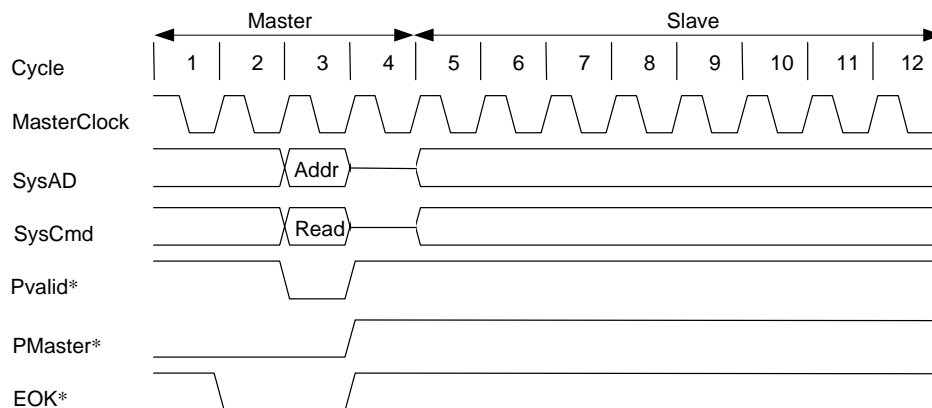 Master Slave
Cycle 1 2 3 4 5 6 7 8 9 10 11 12
MasterClock
SysAD Addr
SysCmd Read
Pvalid*
PMaster*
EOK*